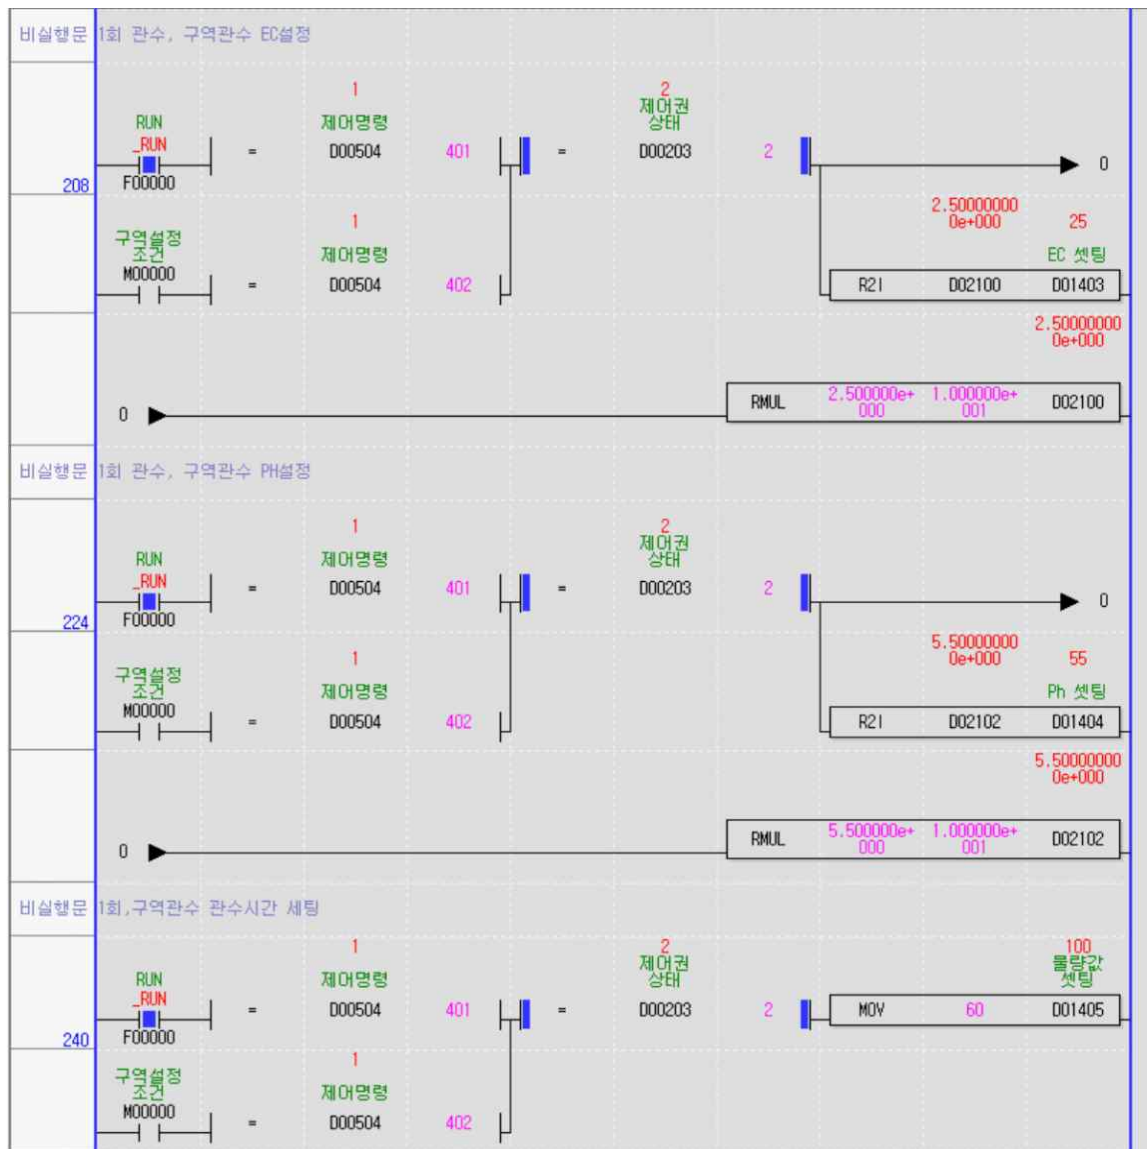 비실행문 1회 관수, 구역관수 EC설정
1 2
RUN 제어명령 제어권
상태
_RUN = D00504 401 = D00203 2 0
208 F00000
2.50000000
0e+000 25
1
구역설정
조건 제어명령 EC 셋팅
M00000 = D00504 402 R2I D02100 D01403
2.50000000
0e+000
0 RMUL 2.500000e+
000 1.000000e+
001 D02100
비실행문 1회 관수, 구역관수 PH설정
1 2
RUN 제어명령 제어권
상태
_RUN = D00504 401 = D00203 2 0
224 F00000
5.50000000
0e+000 55
1
구역설정
조건 제어명령 Ph 셋팅
M00000 = D00504 402 R2I D02102 D01404
5.50000000
0e+000
0 RMUL 5.500000e+
000 1.000000e+
001 D02102
비실행문 1회,구역관수 관수시간 세팅
1 2 100
RUN 제어명령 제어권
상태 물량값
셋팅
_RUN = D00504 401 = D00203 2 MOV 60 D01405
240 F00000
1
구역설정
조건 제어명령
M00000 = D00504 402